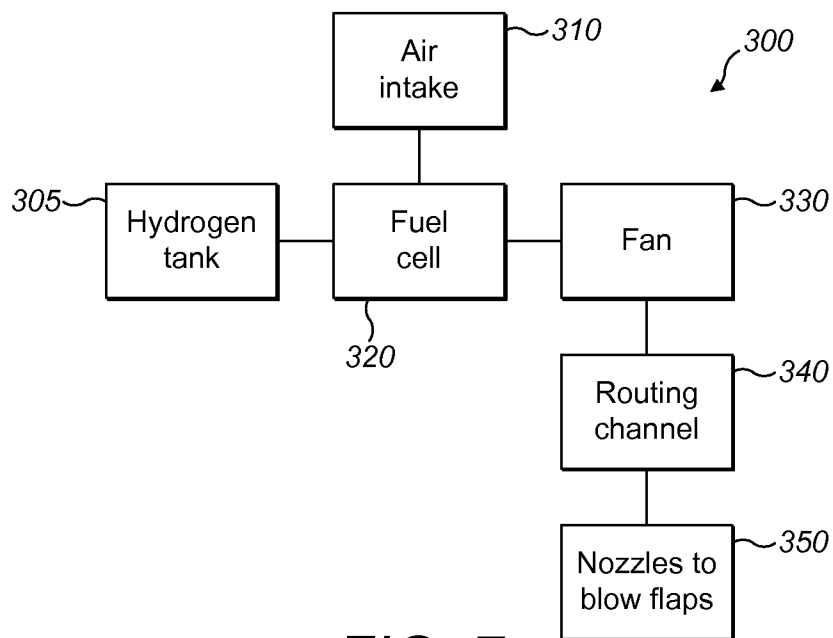 310
Air
intake
300
305
Hydrogen
tank
Fuel
cell
330
Fan
320
340
Routing
channel
350
Nozzles to
blow flaps